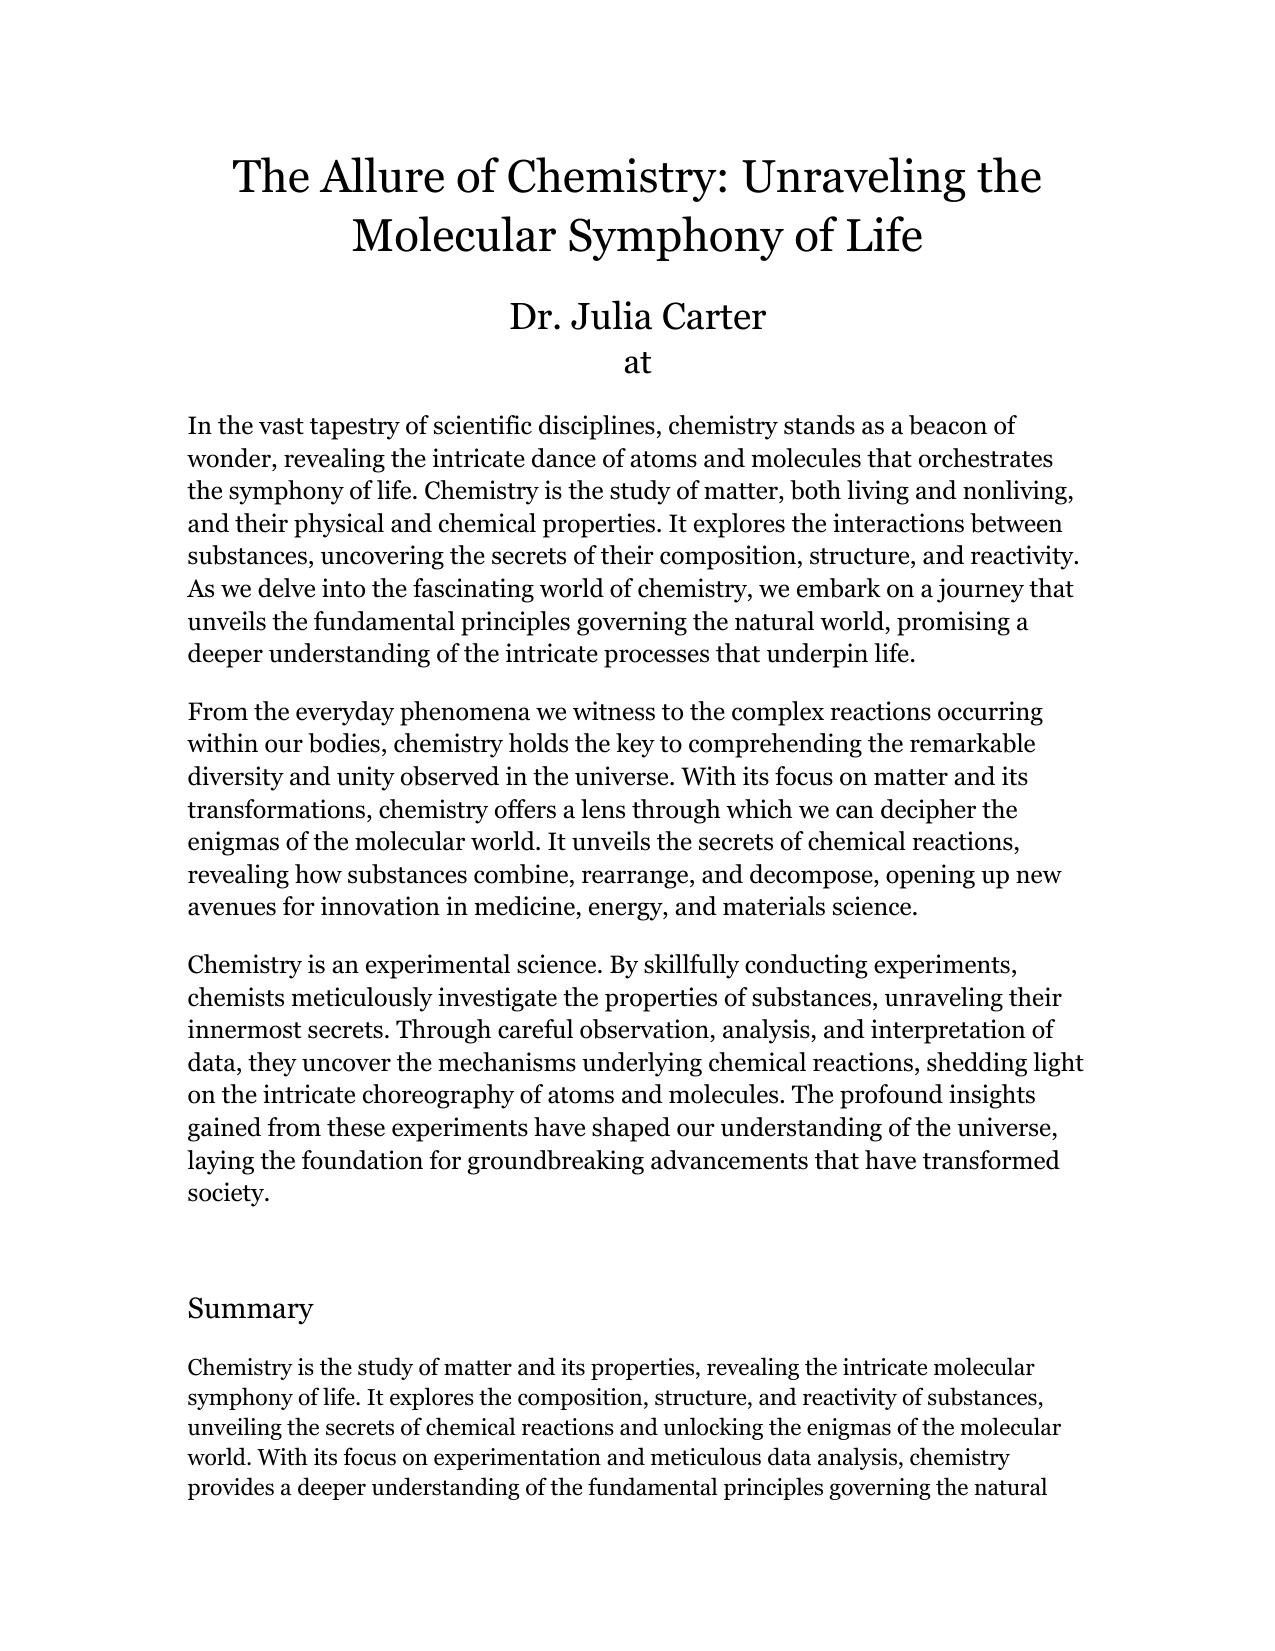 The Allure of Chemistry: Unraveling the
Molecular Symphony of Life
Dr. Julia Carter
at
In the vast tapestry of scientific disciplines, chemistry stands as a beacon of
wonder, revealing the intricate dance of atoms and molecules that orchestrates
the symphony of life. Chemistry is the study of matter, both living and nonliving,
and their physical and chemical properties. It explores the interactions between
substances, uncovering the secrets of their composition, structure, and reactivity.
As we delve into the fascinating world of chemistry, we embark on a journey that
unveils the fundamental principles governing the natural world, promising a
deeper understanding of the intricate processes that underpin life.
From the everyday phenomena we witness to the complex reactions occurring
within our bodies, chemistry holds the key to comprehending the remarkable
diversity and unity observed in the universe. With its focus on matter and its
transformations, chemistry offers a lens through which we can decipher the
enigmas of the molecular world. It unveils the secrets of chemical reactions,
revealing how substances combine, rearrange, and decompose, opening up new
avenues for innovation in medicine, energy, and materials science.
Chemistry is an experimental science. By skillfully conducting experiments,
chemists meticulously investigate the properties of substances, unraveling their
innermost secrets. Through careful observation, analysis, and interpretation of
data, they uncover the mechanisms underlying chemical reactions, shedding light
on the intricate choreography of atoms and molecules. The profound insights
gained from these experiments have shaped our understanding of the universe,
laying the foundation for groundbreaking advancements that have transformed
society.
Summary
Chemistry is the study of matter and its properties, revealing the intricate molecular
symphony of life. It explores the composition, structure, and reactivity of substances,
unveiling the secrets of chemical reactions and unlocking the enigmas of the molecular
world. With its focus on experimentation and meticulous data analysis, chemistry
provides a deeper understanding of the fundamental principles governing the natural